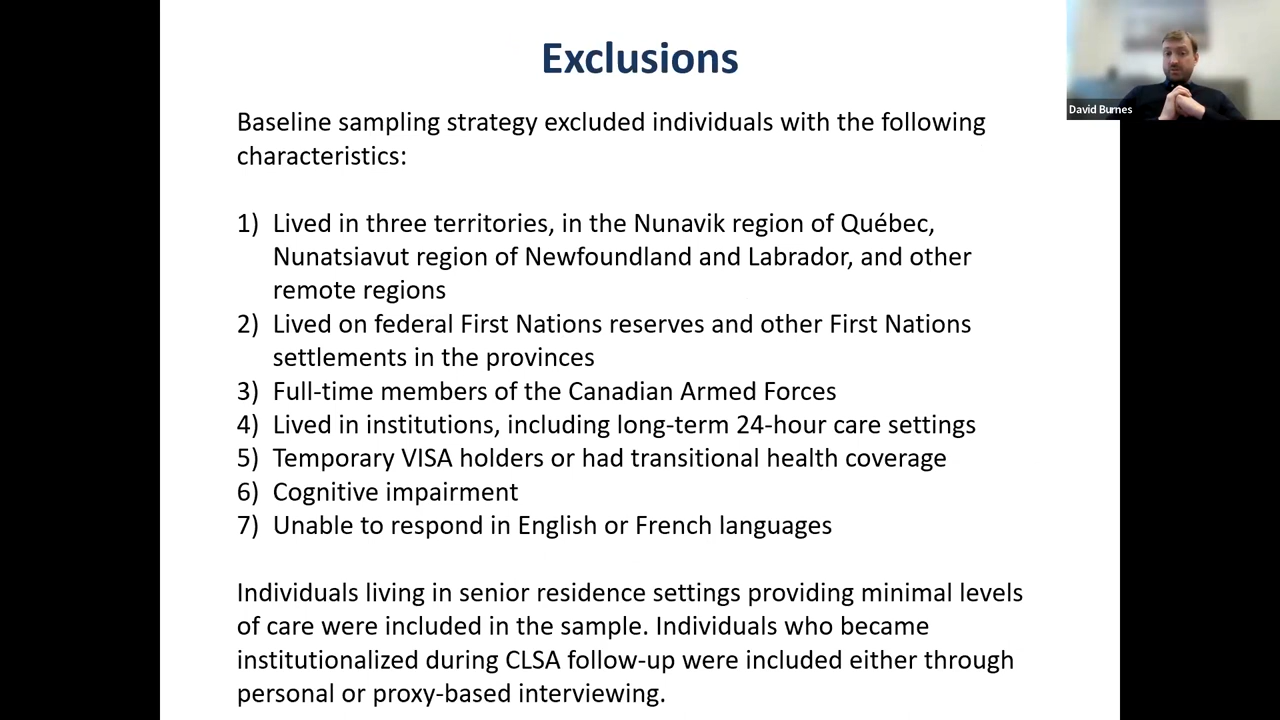 Exclusions
David Burnes
Baseline sampling strategy excluded individuals with the following
characteristics:
1) Lived in three territories, in the Nunavik region of Québec,
Nunatsiavut region of Newfoundland and Labrador, and other
remote regions
2) Lived on federal First Nations reserves and other First Nations
settlements in the provinces
3) Full-time members of the Canadian Armed Forces
4) Lived in institutions, including long-term 24-hour care settings
5) Temporary VISA holders or had transitional health coverage
6) Cognitive impairment
7) Unable to respond in English or French languages
Individuals living in senior residence settings providing minimal levels
of care were included in the sample. Individuals who became
institutionalized during CLSA follow-up were included either through
personal or proxy-based interviewing.